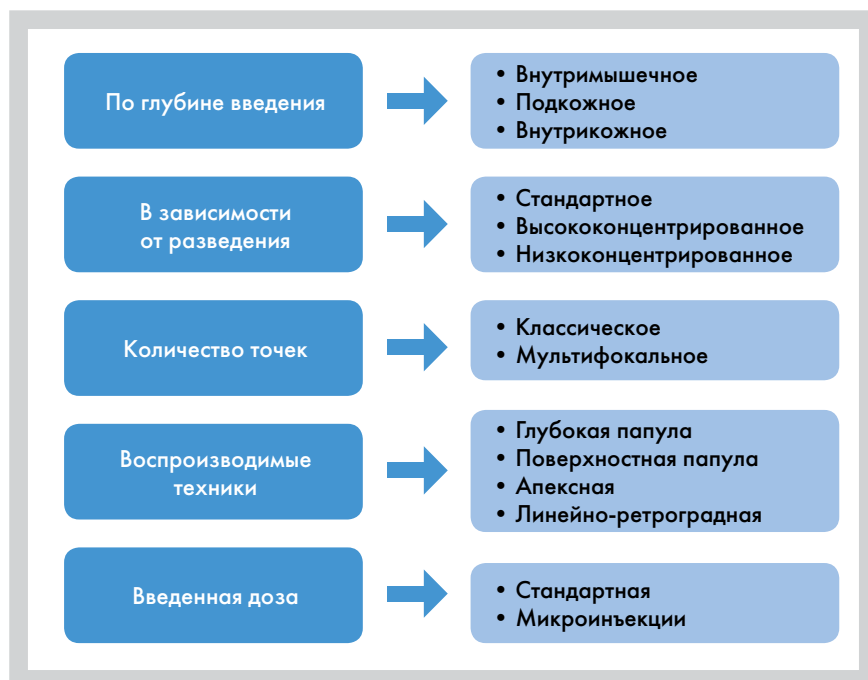 По глубине введения
• Внутримышечное
• Подкожное
• Внутрикожное
В зависимости
от разведения
• Стандартное
• Высококонцентрированное
• Низкоконцентрированное
Количество точек
• Классическое
• Мультифокальное
Воспроизводимые
техники
• Глубокая папула
• Поверхностная папула
• Апексная
• Линейно-ретроградная
Введенная доза
• Стандартная
• Микроинъекции